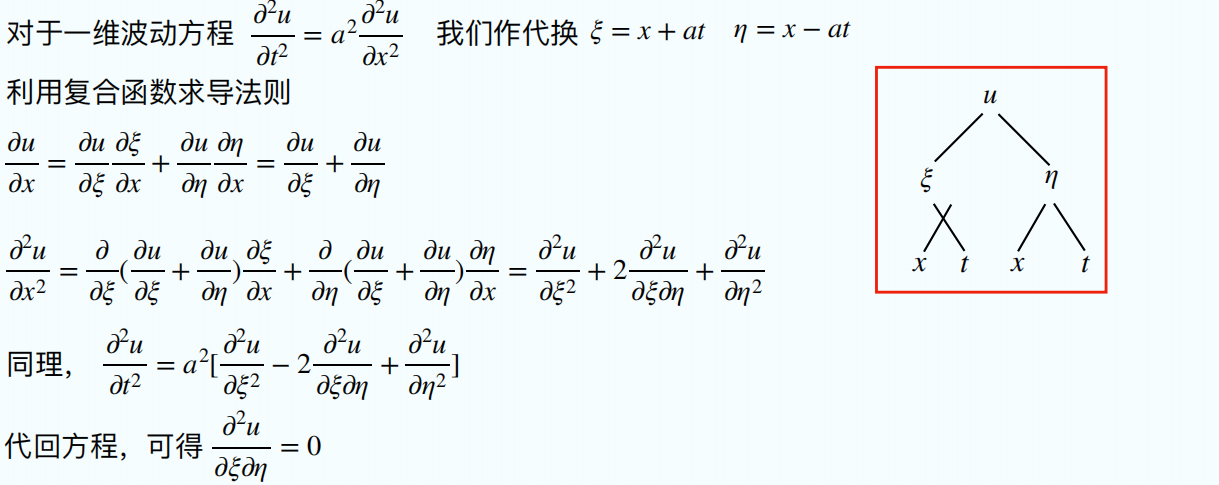 对于一维波动方程 ∂²u/∂t² = a² ∂²u/∂x² 我们作代换 ξ = x + at η = x − at
利用复合函数求导法则
∂u/∂x = ∂u/∂ξ ∂ξ/∂x + ∂u/∂η ∂η/∂x = ∂u/∂ξ + ∂u/∂η
∂²u/∂x² = ∂/∂ξ (∂u/∂ξ + ∂u/∂η) ∂ξ/∂x + ∂/∂η (∂u/∂ξ + ∂u/∂η) ∂η/∂x = ∂²u/∂ξ² + 2 ∂²u/∂ξ∂η + ∂²u/∂η²
同理， ∂²u/∂t² = a²[∂²u/∂ξ² − 2 ∂²u/∂ξ∂η + ∂²u/∂η²]
代回方程，可得 ∂²u/∂ξ∂η = 0
u
ξ η
x t x t